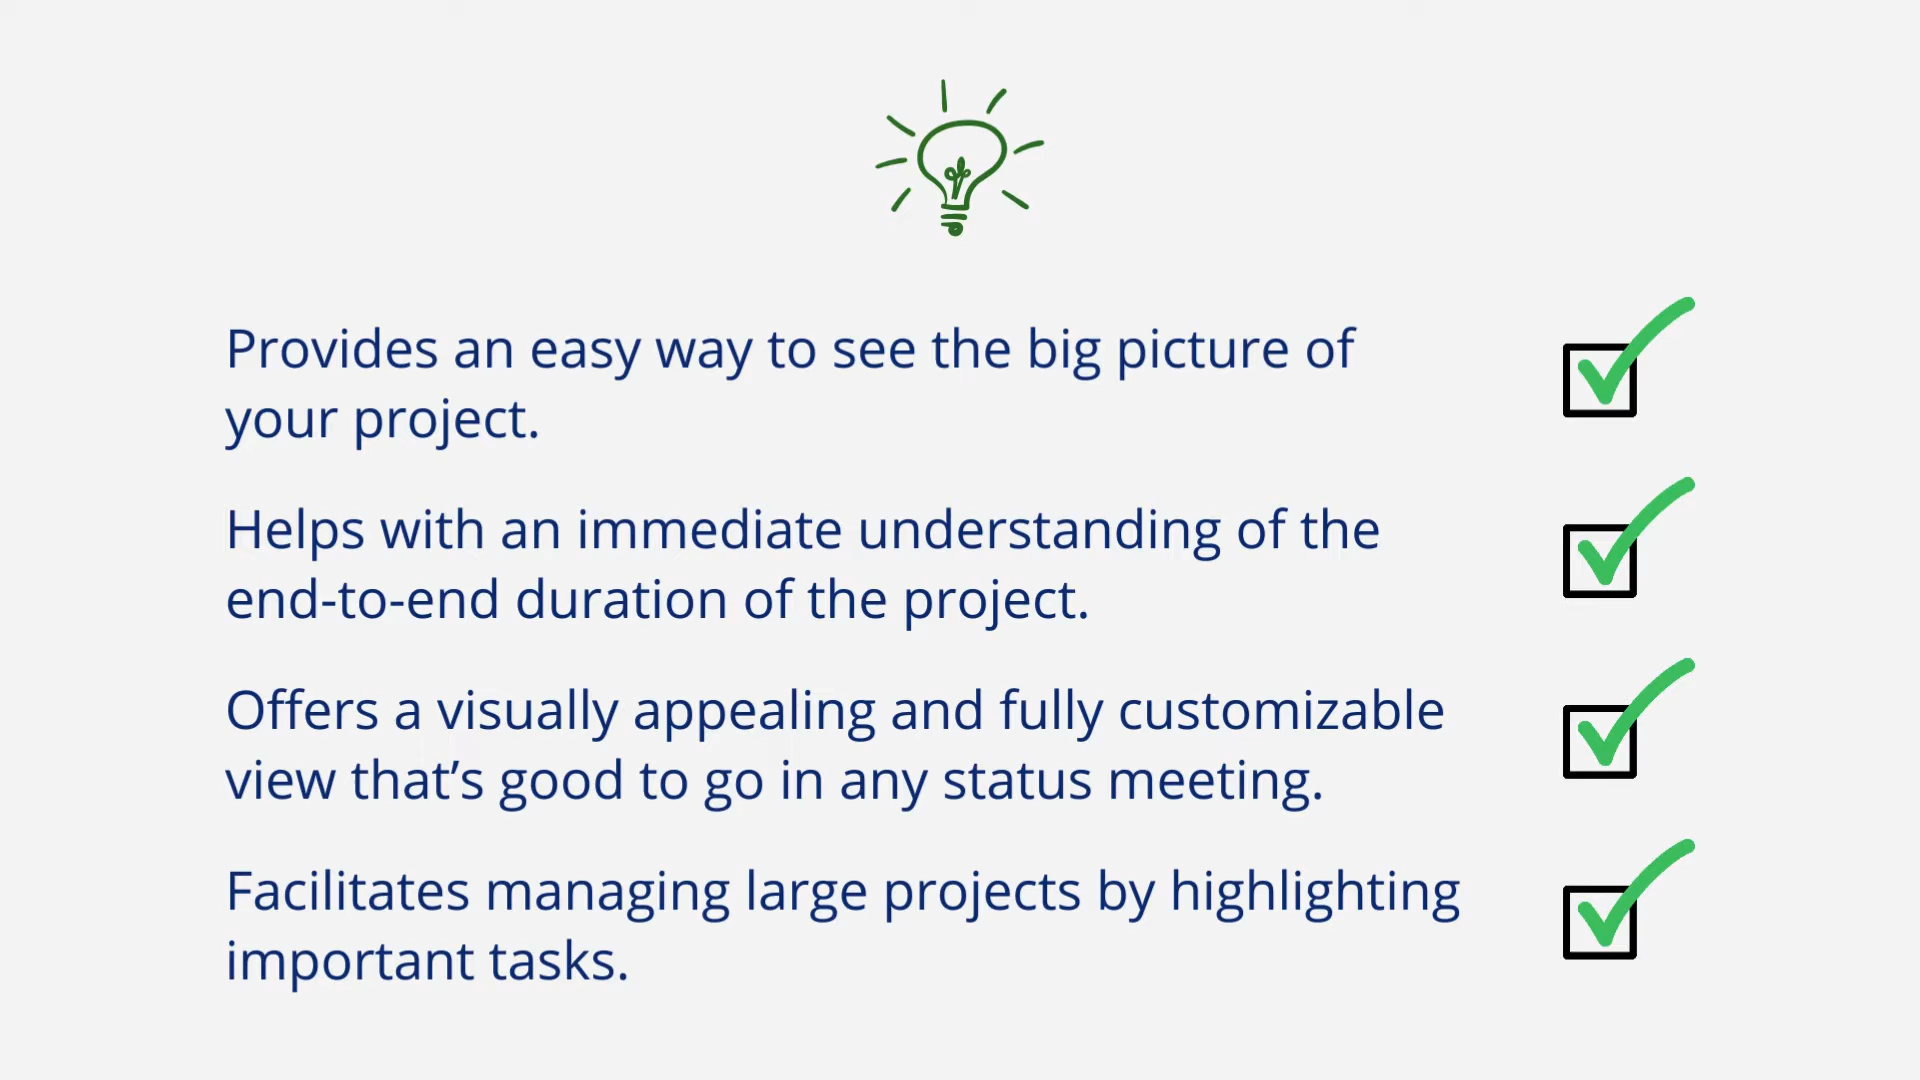 Provides an easy way to see the big picture of
your project.
Helps with an immediate understanding of the
end-to-end duration of the project.
Offers a visually appealing and fully customizable
view that’s good to go in any status meeting.
Facilitates managing large projects by highlighting
important tasks.